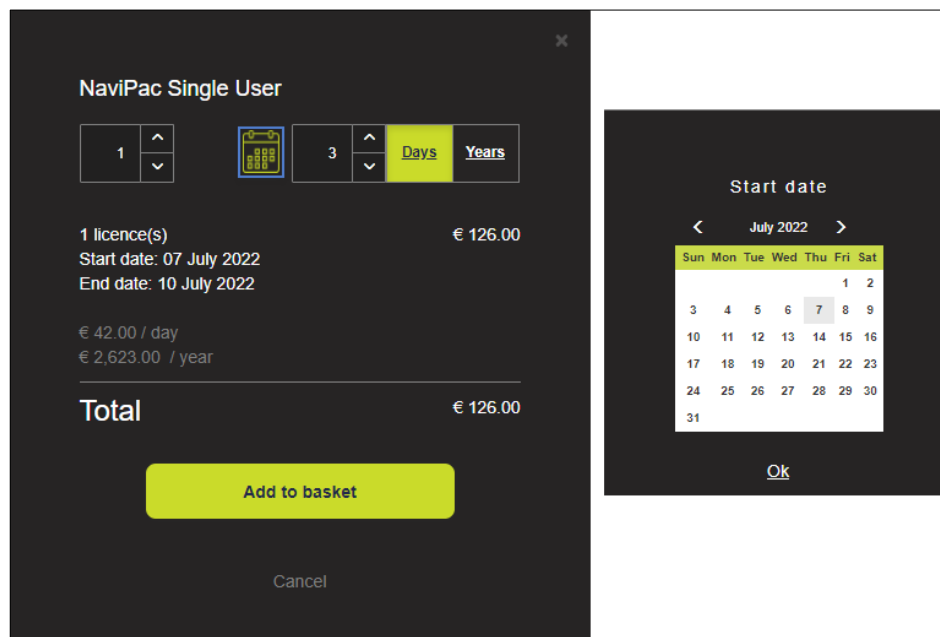 ×
NaviPac Single User
1 3 Days Years
1 licence(s) € 126.00
Start date: 07 July 2022
End date: 10 July 2022
€ 42.00 / day
€ 2,623.00 / year
Total € 126.00
Add to basket
Cancel
Start date
July 2022
Sun Mon Tue Wed Thu Fri Sat
1 2
3 4 5 6 7 8 9
10 11 12 13 14 15 16
17 18 19 20 21 22 23
24 25 26 27 28 29 30
31
Ok